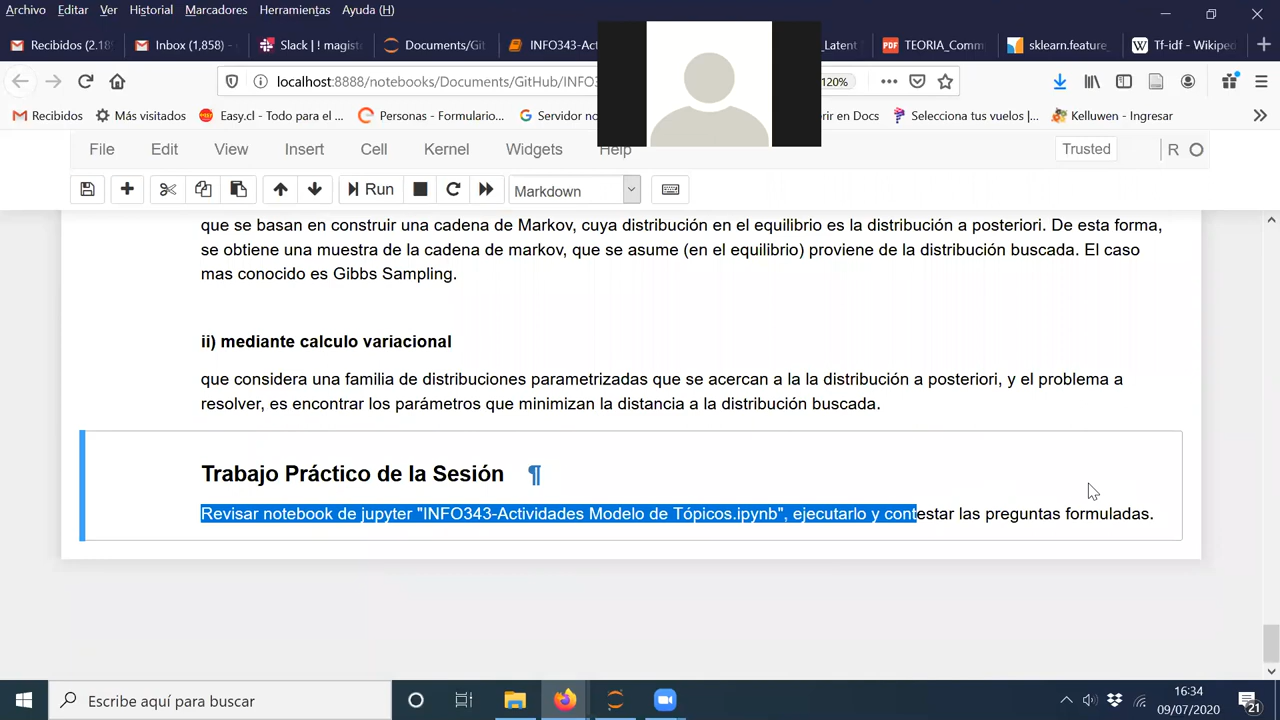 Archivo Editar Ver Historial Marcadores Herramientas Ayuda (H)
Recibidos (2.18
Inbox (1,858) -
Slack | ! magist
Documents/Git
INFO343-Act
_Latent
PDF TEORIA_Comm
sklearn.feature_
W Tf-idf - Wikiped
localhost:8888/notebooks/Documents/GitHub/INFO3
120%
Recibidos
Más visitados
Easy.cl - Todo para el ...
Personas - Formulario...
Servidor no
rir en Docs
Selecciona tus vuelos |...
Kelluwen - Ingresar
File Edit View Insert Cell Kernel Widgets Help
Trusted
R
Run
Markdown
que se basan en construir una cadena de Markov, cuya distribución en el equilibrio es la distribución a posteriori. De esta forma,
se obtiene una muestra de la cadena de markov, que se asume (en el equilibrio) proviene de la distribución buscada. El caso
mas conocido es Gibbs Sampling.
ii) mediante calculo variacional
que considera una familia de distribuciones parametrizadas que se acercan a la la distribución a posteriori, y el problema a
resolver, es encontrar los parámetros que minimizan la distancia a la distribución buscada.
Trabajo Práctico de la Sesión ¶
Revisar notebook de jupyter "INFO343-Actividades Modelo de Tópicos.ipynb", ejecutarlo y contestar las preguntas formuladas.
Escribe aquí para buscar
16:34
09/07/2020
21